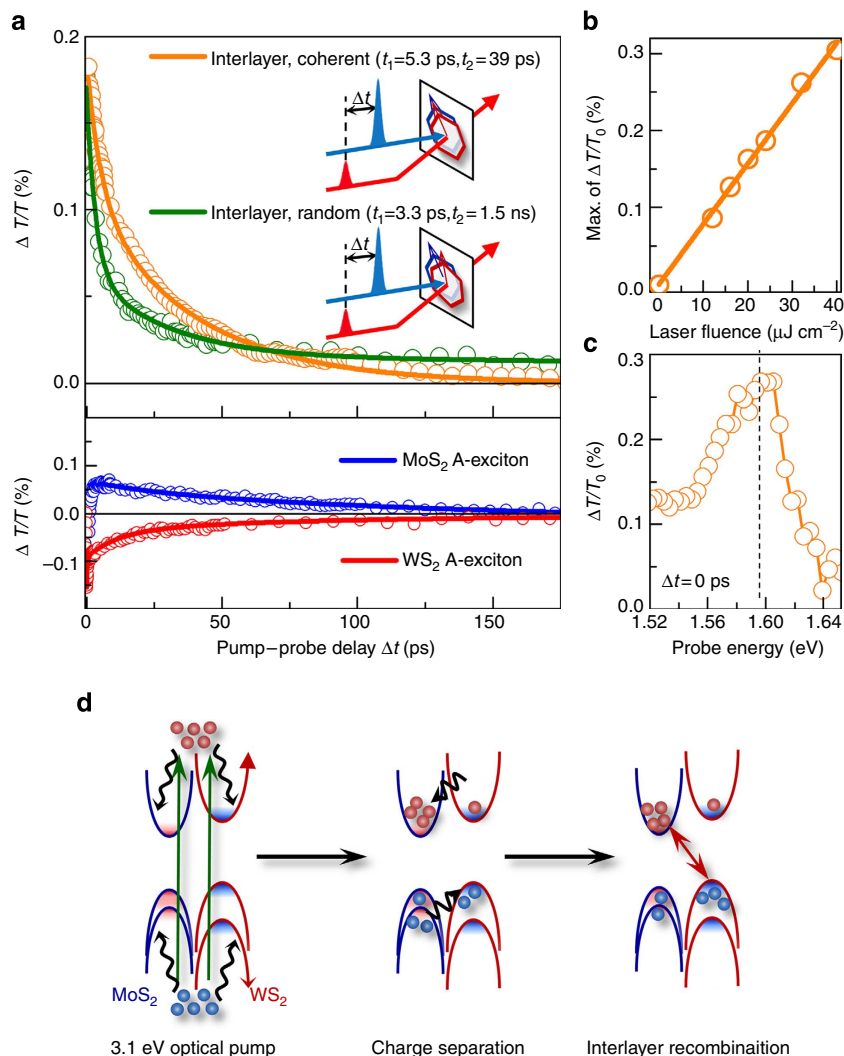 a
0.2
Interlayer, coherent (t1=5.3 ps, t2=39 ps)
Δt
0.1
Interlayer, random (t1=3.3 ps, t2=1.5 ns)
Δt
0.0
Δ T/T (%)
0.1
MoS2 A-exciton
0.0
WS2 A-exciton
−0.1
Δ T/T (%)
0 50 100 150
Pump–probe delay Δt (ps)
b
0.3
0.2
0.1
0.0
Max. of ΔT/T0 (%)
0 10 20 30 40
Laser fluence (μJ cm−2)
c
0.3
0.2
0.1
0.0
ΔT/T0 (%)
Δt=0 ps
1.52 1.56 1.60 1.64
Probe energy (eV)
d
MoS2 WS2
3.1 eV optical pump Charge separation Interlayer recombinaition